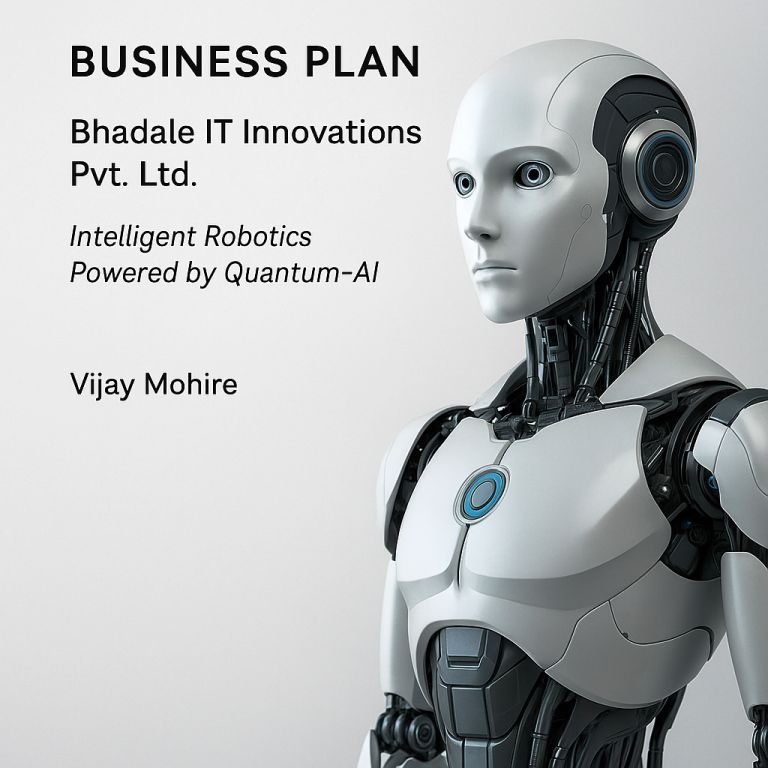 BUSINESS PLAN
Bhadale IT Innovations
Pvt. Ltd.
Intelligent Robotics
Powered by Quantum-AI
Vijay Mohire